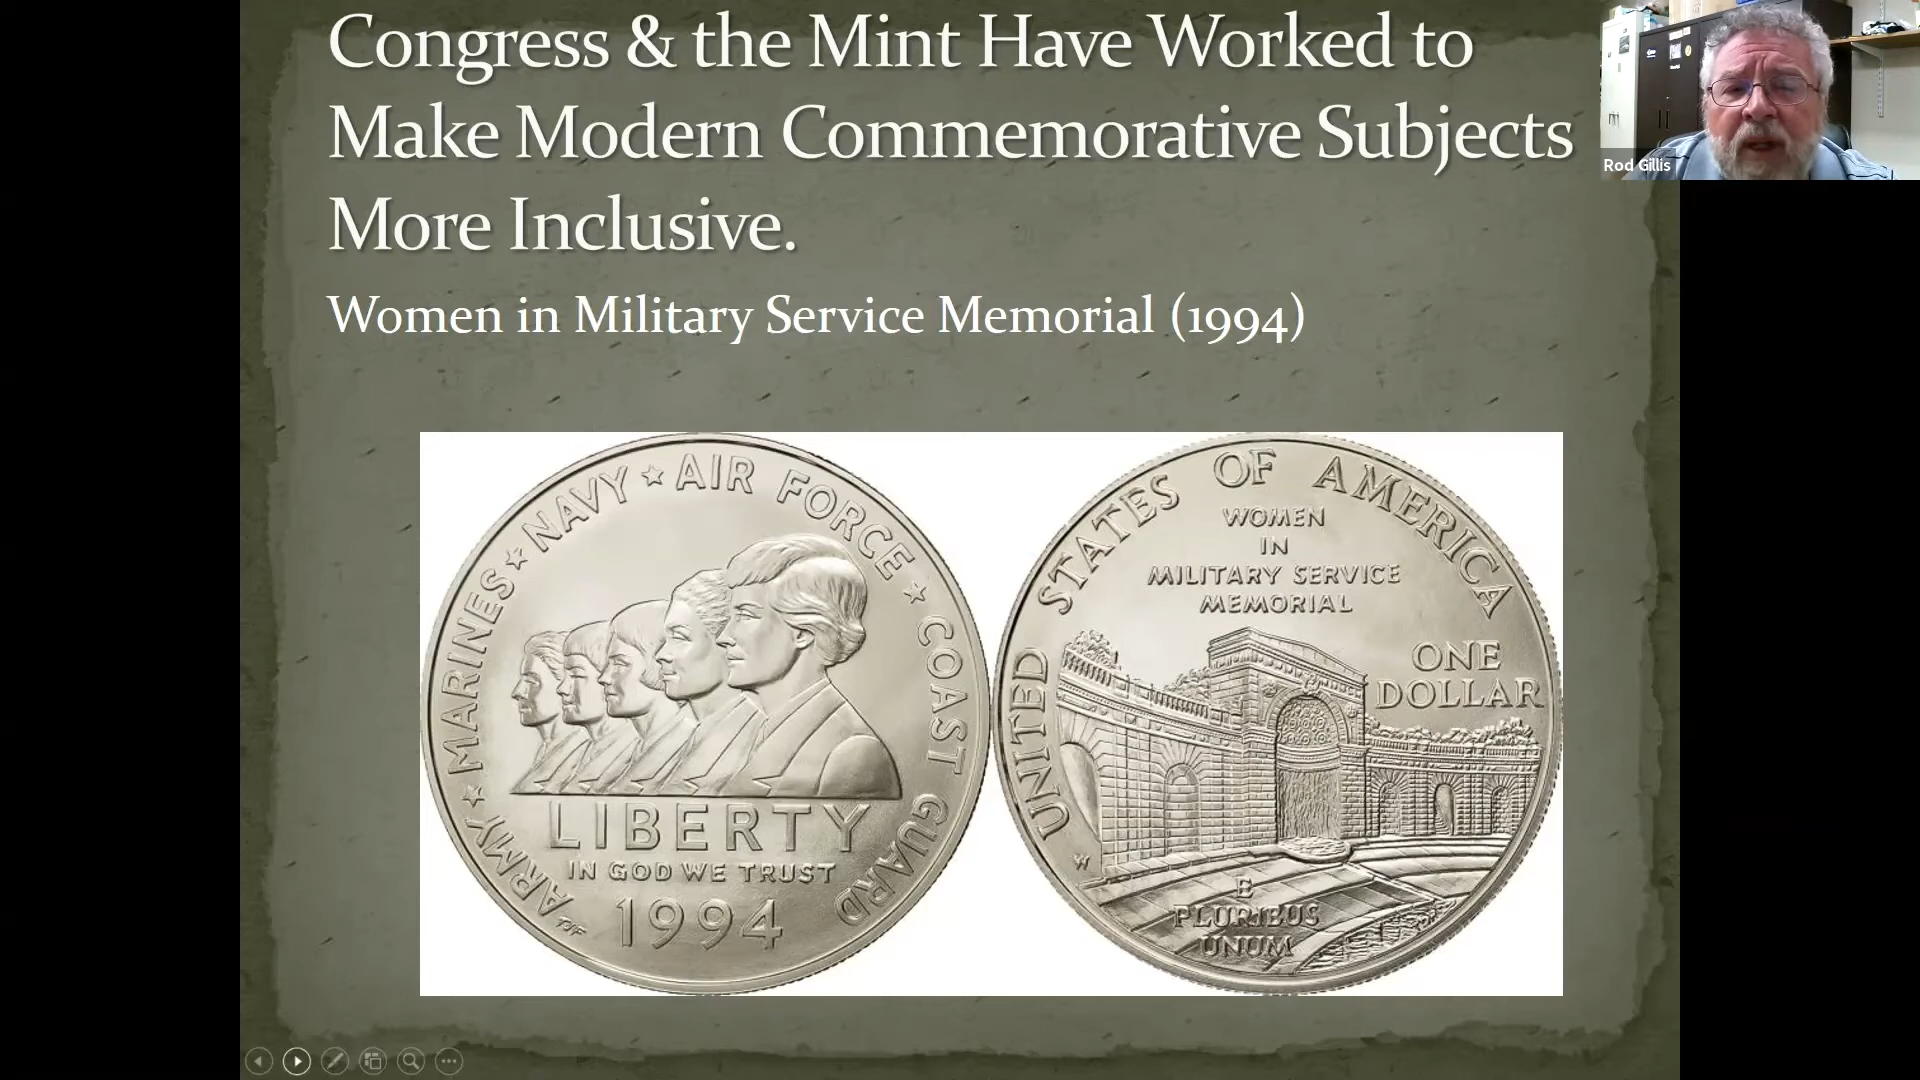 Congress & the Mint Have Worked to
Make Modern Commemorative Subjects
More Inclusive.
Rod Gillis
Women in Military Service Memorial (1994)
ARMY ★ MARINES ★ NAVY ★ AIR FORCE ★ COAST GUARD
LIBERTY
IN GOD WE TRUST
1994
UNITED STATES OF AMERICA
WOMEN
IN
MILITARY SERVICE
MEMORIAL
ONE
DOLLAR
W
E
PLURIBUS
UNUM